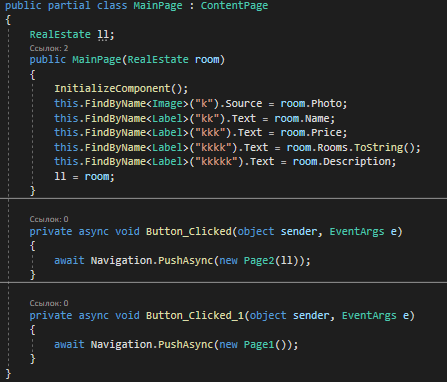 public partial class MainPage : ContentPage
{
RealEstate ll;
Ссылок: 2
public MainPage(RealEstate room)
{
InitializeComponent();
this.FindByName<Image>("k").Source = room.Photo;
this.FindByName<Label>("kk").Text = room.Name;
this.FindByName<Label>("kkk").Text = room.Price;
this.FindByName<Label>("kkkk").Text = room.Rooms.ToString();
this.FindByName<Label>("kkkkk").Text = room.Description;
ll = room;
}
Ссылок: 0
private async void Button_Clicked(object sender, EventArgs e)
{
await Navigation.PushAsync(new Page2(ll));
}
Ссылок: 0
private async void Button_Clicked_1(object sender, EventArgs e)
{
await Navigation.PushAsync(new Page1());
}
}